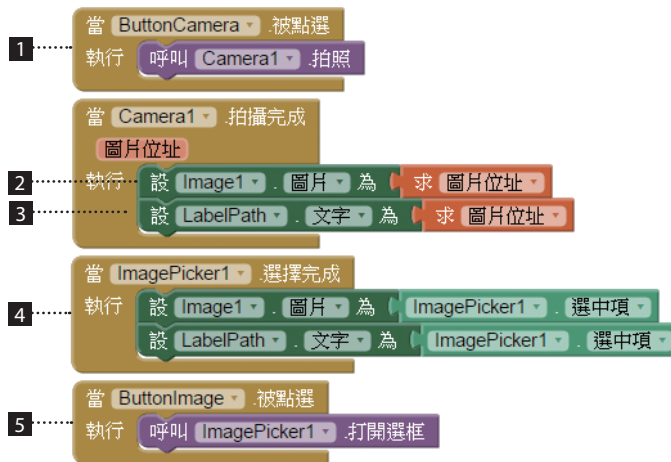 當 ButtonCamera .被點選
1 執行 呼叫 Camera1 .拍照
當 Camera1 .拍攝完成
圖片位址
2 執行 設 Image1 . 圖片 為 求 圖片位址
3 設 LabelPath . 文字 為 求 圖片位址
當 ImagePicker1 .選擇完成
4 執行 設 Image1 . 圖片 為 ImagePicker1 . 選中項
設 LabelPath . 文字 為 ImagePicker1 . 選中項
當 ButtonImage .被點選
5 執行 呼叫 ImagePicker1 .打開選框